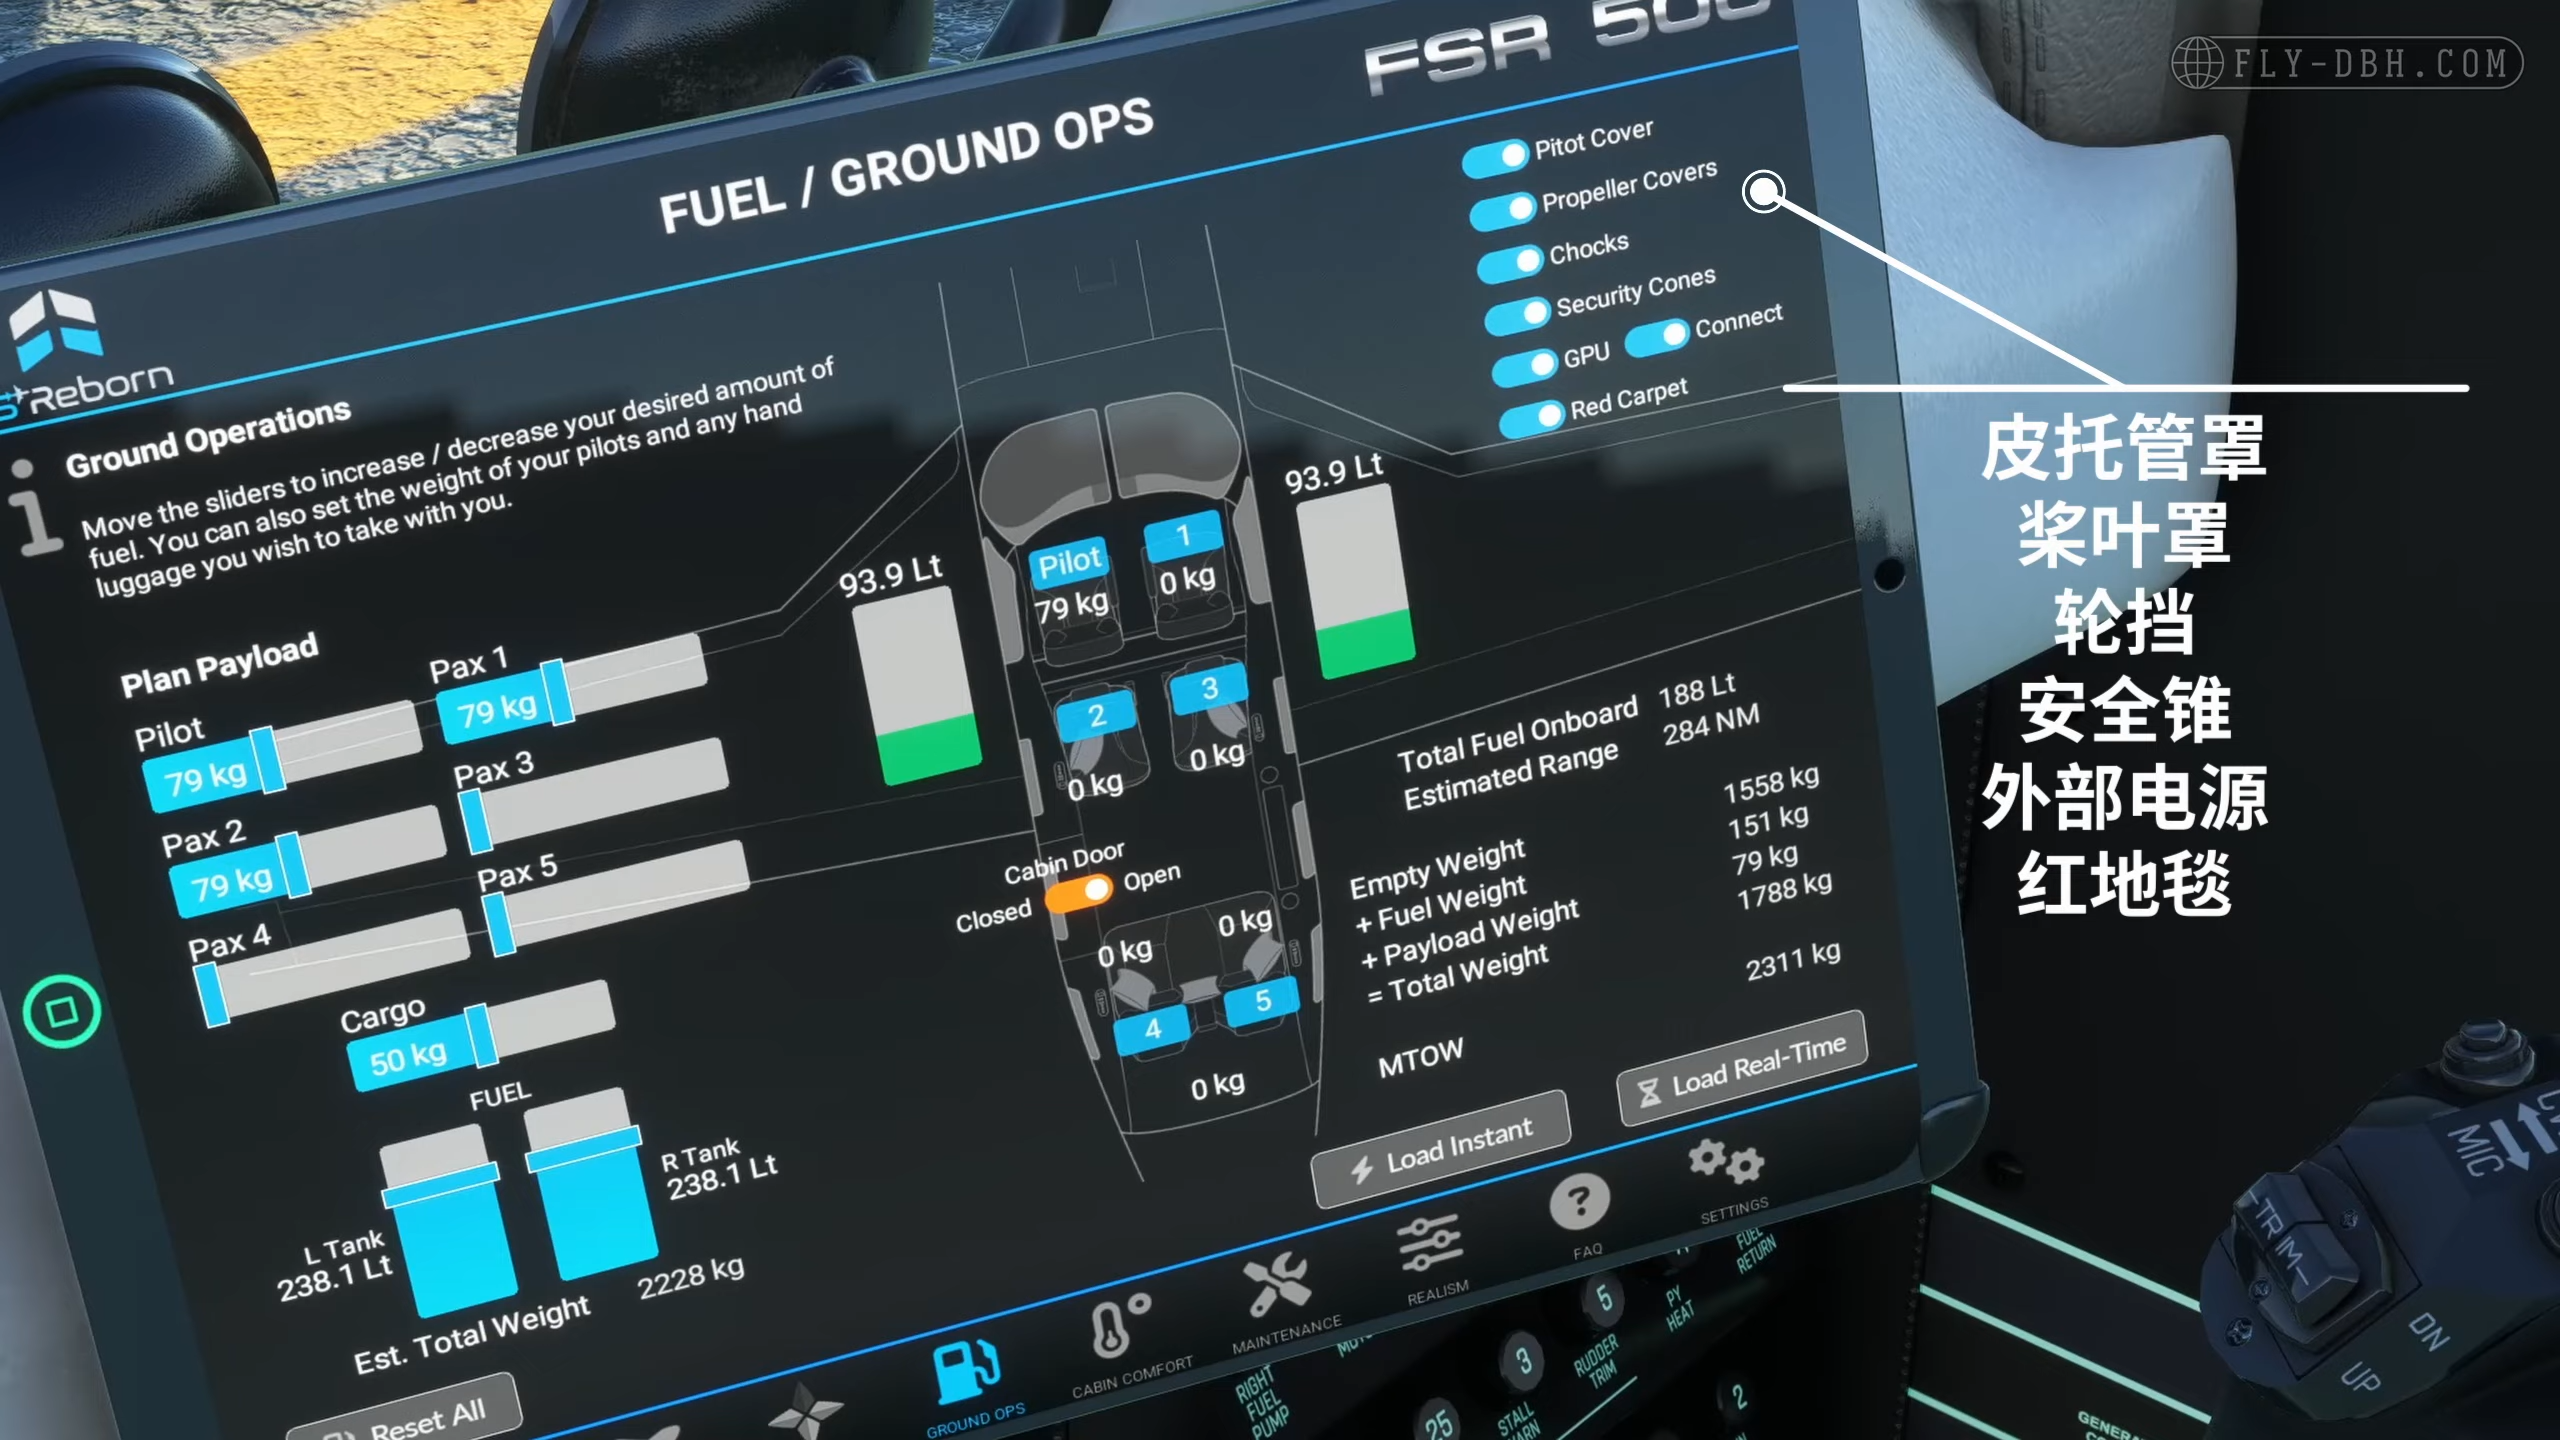 FLY-DBH.COM
FSR 500
FUEL / GROUND OPS
Pitot Cover
Propeller Covers
Chocks
Security Cones
GPU Connect
Red Carpet
皮托管罩
桨叶罩
轮挡
安全锥
外部电源
红地毯
Reborn
Ground Operations
Move the sliders to increase / decrease your desired amount of
fuel. You can also set the weight of your pilots and any hand
luggage you wish to take with you.
Plan Payload
Pilot
79 kg
Pax 1
79 kg
Pax 2
79 kg
Pax 3
Pax 4
Pax 5
Cargo
50 kg
FUEL
L Tank
238.1 Lt
R Tank
238.1 Lt
Est. Total Weight 2228 kg
Reset All
93.9 Lt
93.9 Lt
Pilot
79 kg
1
0 kg
2
0 kg
3
0 kg
Cabin Door
Closed Open
0 kg
0 kg
4
5
0 kg
Total Fuel Onboard 188 Lt
Estimated Range 284 NM
Empty Weight 1558 kg
+ Fuel Weight 151 kg
+ Payload Weight 79 kg
= Total Weight 1788 kg
MTOW 2311 kg
Load Instant
Load Real-Time
GROUND OPS
CABIN COMFORT
MAINTENANCE
REALISM
FAQ
SETTINGS
RIGHT
FUEL
PUMP
25
3
5
2
RUDDER
TRIM
PY
HEAT
FUEL
RETURN
STALL
MIC
TRIM
DN
UP